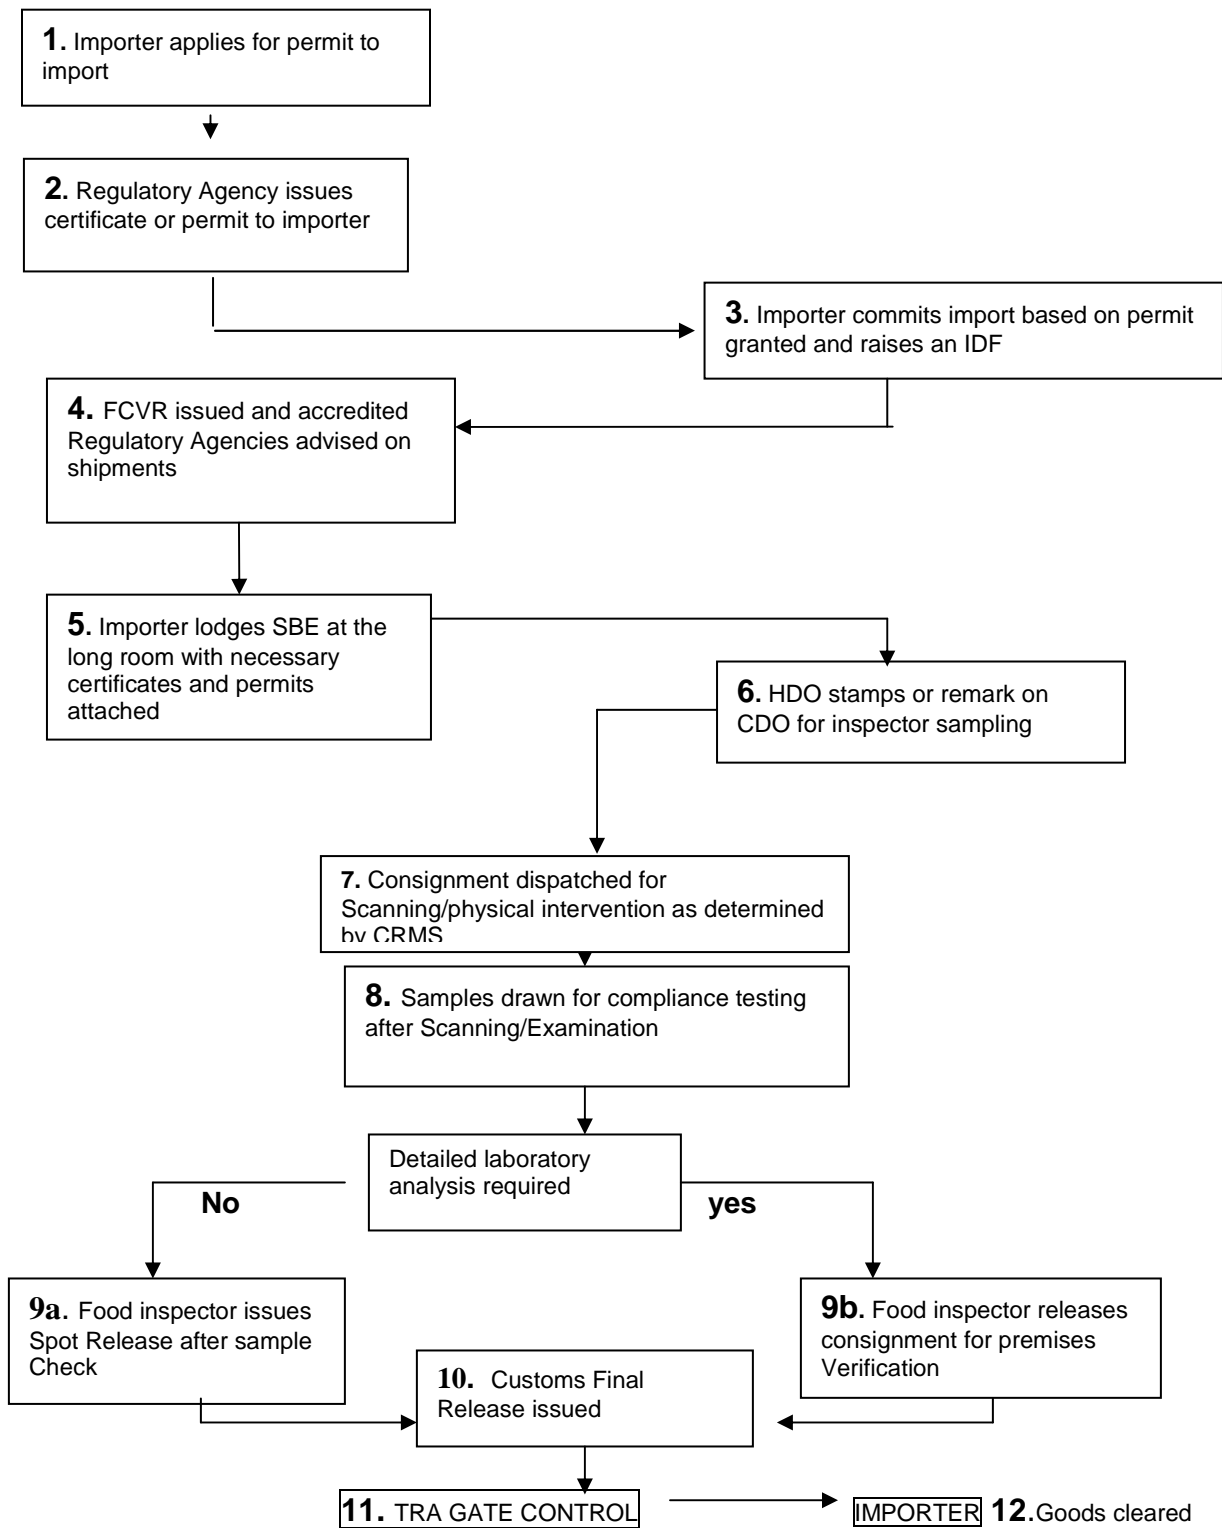 1. Importer applies for permit to
import
2. Regulatory Agency issues
certificate or permit to importer
3. Importer commits import based on permit
granted and raises an IDF
4. FCVR issued and accredited
Regulatory Agencies advised on
shipments
5. Importer lodges SBE at the
long room with necessary
certificates and permits
attached
6. HDO stamps or remark on
CDO for inspector sampling
7. Consignment dispatched for
Scanning/physical intervention as determined
by CRMS
8. Samples drawn for compliance testing
after Scanning/Examination
Detailed laboratory
analysis required
No
yes
9a. Food inspector issues
Spot Release after sample
Check
9b. Food inspector releases
consignment for premises
Verification
10. Customs Final
Release issued
11. TRA GATE CONTROL
IMPORTER 12.Goods cleared